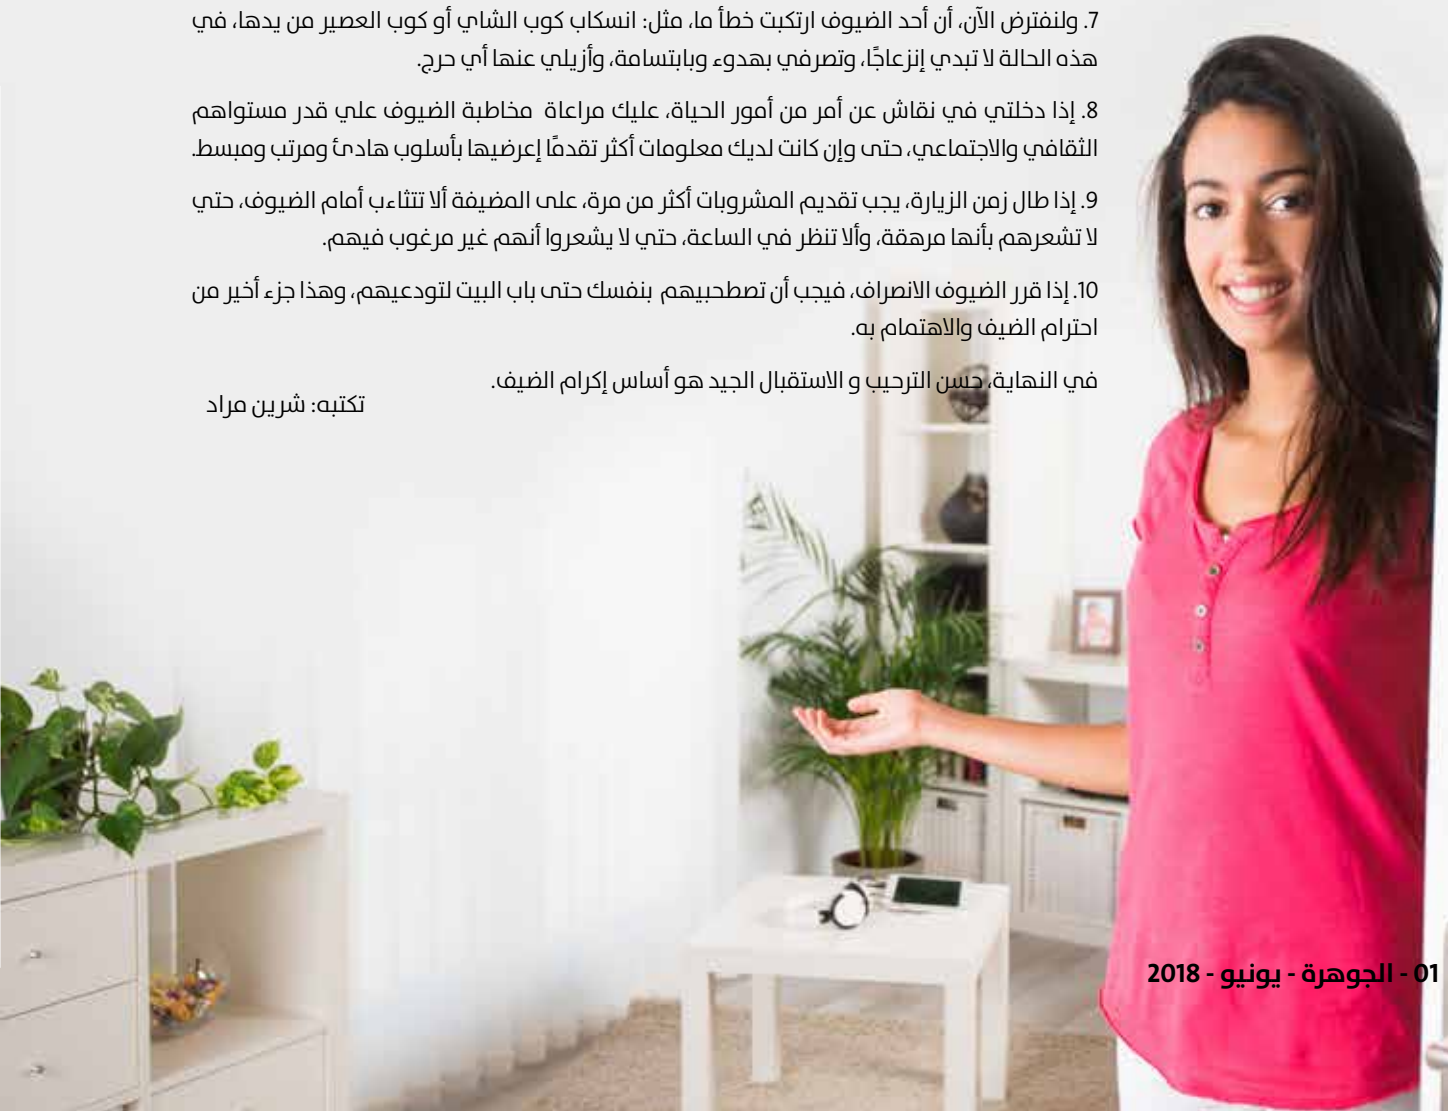 7. ولنفترض الآن، أن أحد الضيوف ارتكبت خطأ ما، مثل: انسكاب كوب الشاي أو كوب العصير من يدها، في
هذه الحالة لا تبدي إنزعاجًا، وتصرفي بهدوء وبابتسامة، وأزيلي عنها أي حرج.
8. إذا دخلتي في نقاش عن أمر من أمور الحياة، عليك مراعاة مخاطبة الضيوف علي قدر مستواهم
الثقافي والاجتماعي، حتى وإن كانت لديك معلومات أكثر تقدمًا إعرضيها بأسلوب هادئ ومرتب ومبسط.
9. إذا طال زمن الزيارة، يجب تقديم المشروبات أكثر من مرة، على المضيفة ألا تتثاءب أمام الضيوف، حتي
لا تشعرهم بأنها مرهقة، وألا تنظر في الساعة، حتي لا يشعروا أنهم غير مرغوب فيهم.
10. إذا قرر الضيوف الانصراف، فيجب أن تصطحبيهم بنفسك حتى باب البيت لتودعيهم، وهذا جزء أخير من
احترام الضيف والاهتمام به.
في النهاية، حسن الترحيب و الاستقبال الجيد هو أساس إكرام الضيف.
تكتبه: شرين مراد
01 - الجوهرة - يونيو - 2018